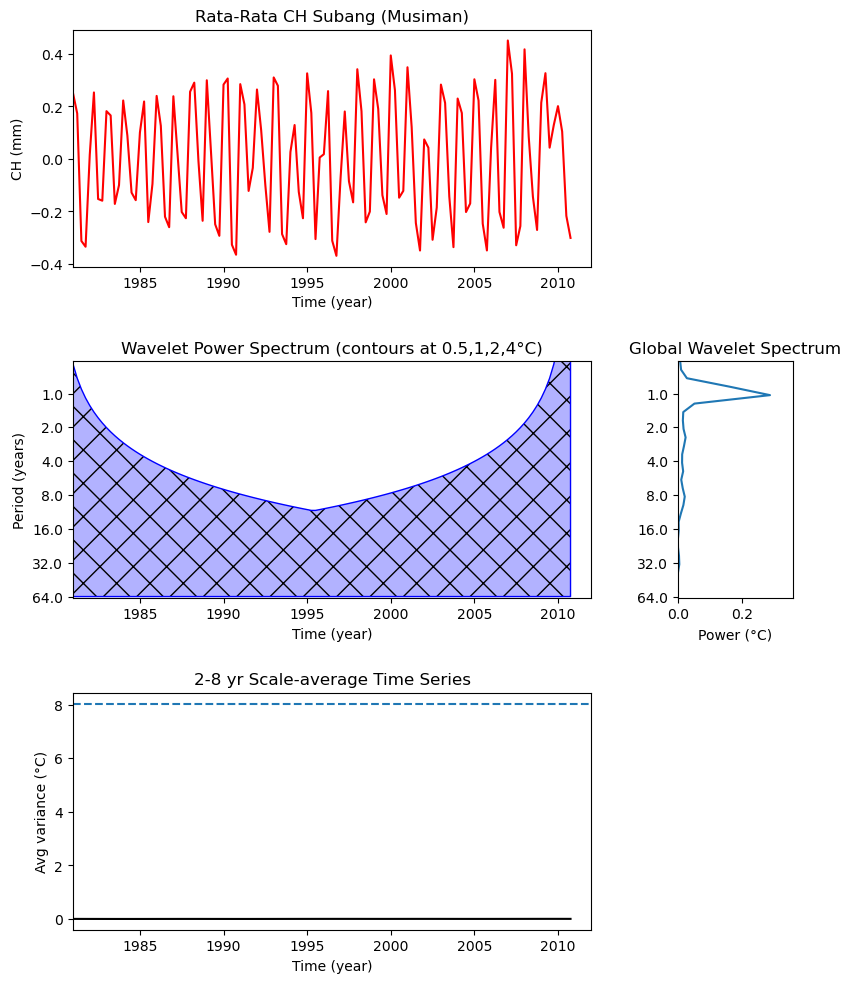 Rata-Rata CH Subang (Musiman)
CH (mm)
0.4
0.2
0.0
−0.2
−0.4
1985 1990 1995 2000 2005 2010
Time (year)
Wavelet Power Spectrum (contours at 0.5,1,2,4°C)
Period (years)
1.0
2.0
4.0
8.0
16.0
32.0
64.0
1985 1990 1995 2000 2005 2010
Time (year)
Global Wavelet Spectrum
1.0
2.0
4.0
8.0
16.0
32.0
64.0
0.0 0.2
Power (°C)
2-8 yr Scale-average Time Series
Avg variance (°C)
8
6
4
2
0
1985 1990 1995 2000 2005 2010
Time (year)